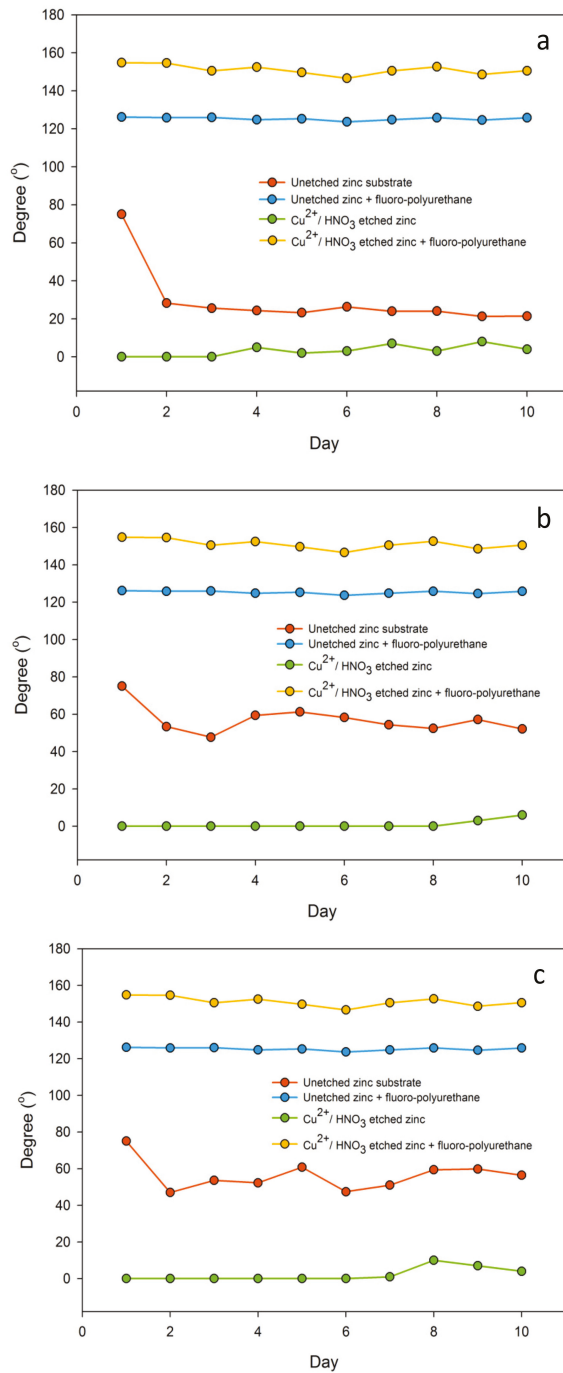 a
180
160
140
120
100
80
60
40
20
0
Degree (°)
Unetched zinc substrate
Unetched zinc + fluoro-polyurethane
Cu2+/ HNO3 etched zinc
Cu2+/ HNO3 etched zinc + fluoro-polyurethane
0 2 4 6 8 10
Day
b
180
160
140
120
100
80
60
40
20
0
Degree (°)
Unetched zinc substrate
Unetched zinc + fluoro-polyurethane
Cu2+/ HNO3 etched zinc
Cu2+/ HNO3 etched zinc + fluoro-polyurethane
0 2 4 6 8 10
Day
c
180
160
140
120
100
80
60
40
20
0
Degree (°)
Unetched zinc substrate
Unetched zinc + fluoro-polyurethane
Cu2+/ HNO3 etched zinc
Cu2+/ HNO3 etched zinc + fluoro-polyurethane
0 2 4 6 8 10
Day